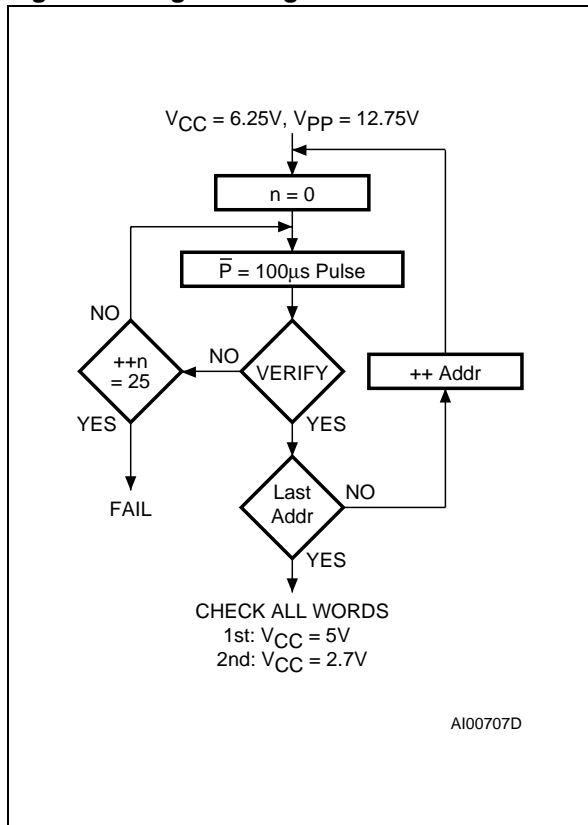 VCC = 6.25V, VPP = 12.75V
n = 0
P̅ = 100μs Pulse
NO
++n
= 25
NO
VERIFY
++ Addr
YES
YES
FAIL
Last
Addr
NO
YES
CHECK ALL WORDS
1st: VCC = 5V
2nd: VCC = 2.7V
AI00707D